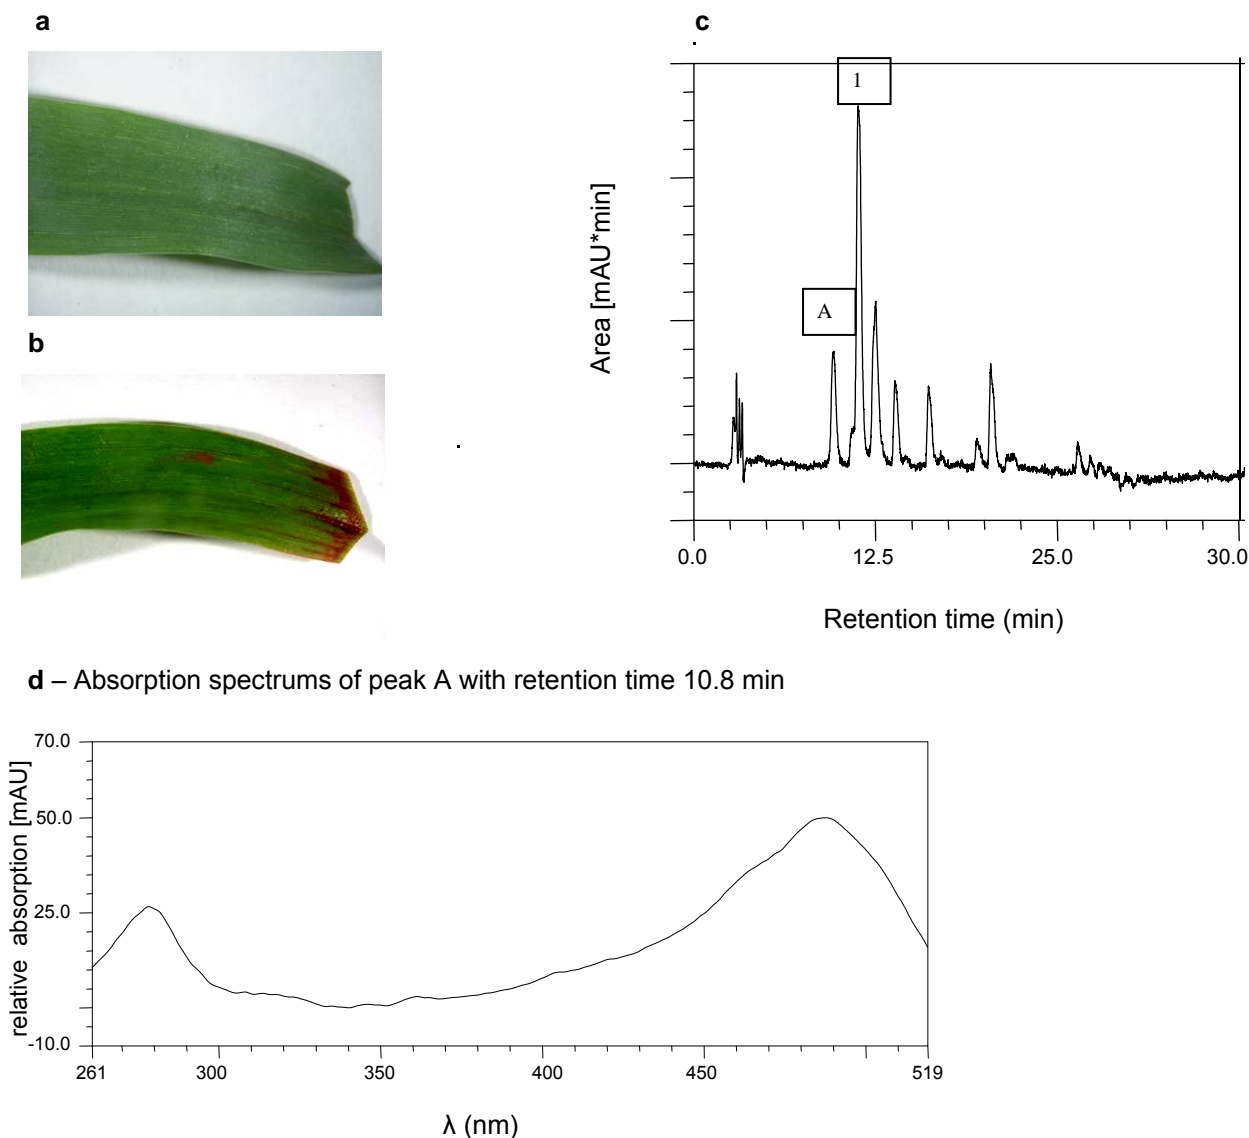 a
c
1
A
Area [mAU*min]
b
0.0 12.5 25.0 30.0
Retention time (min)
d – Absorption spectrums of peak A with retention time 10.8 min
70.0
50.0
25.0
-10.0
relative absorption [mAU]
261 300 350 400 450 519
λ (nm)